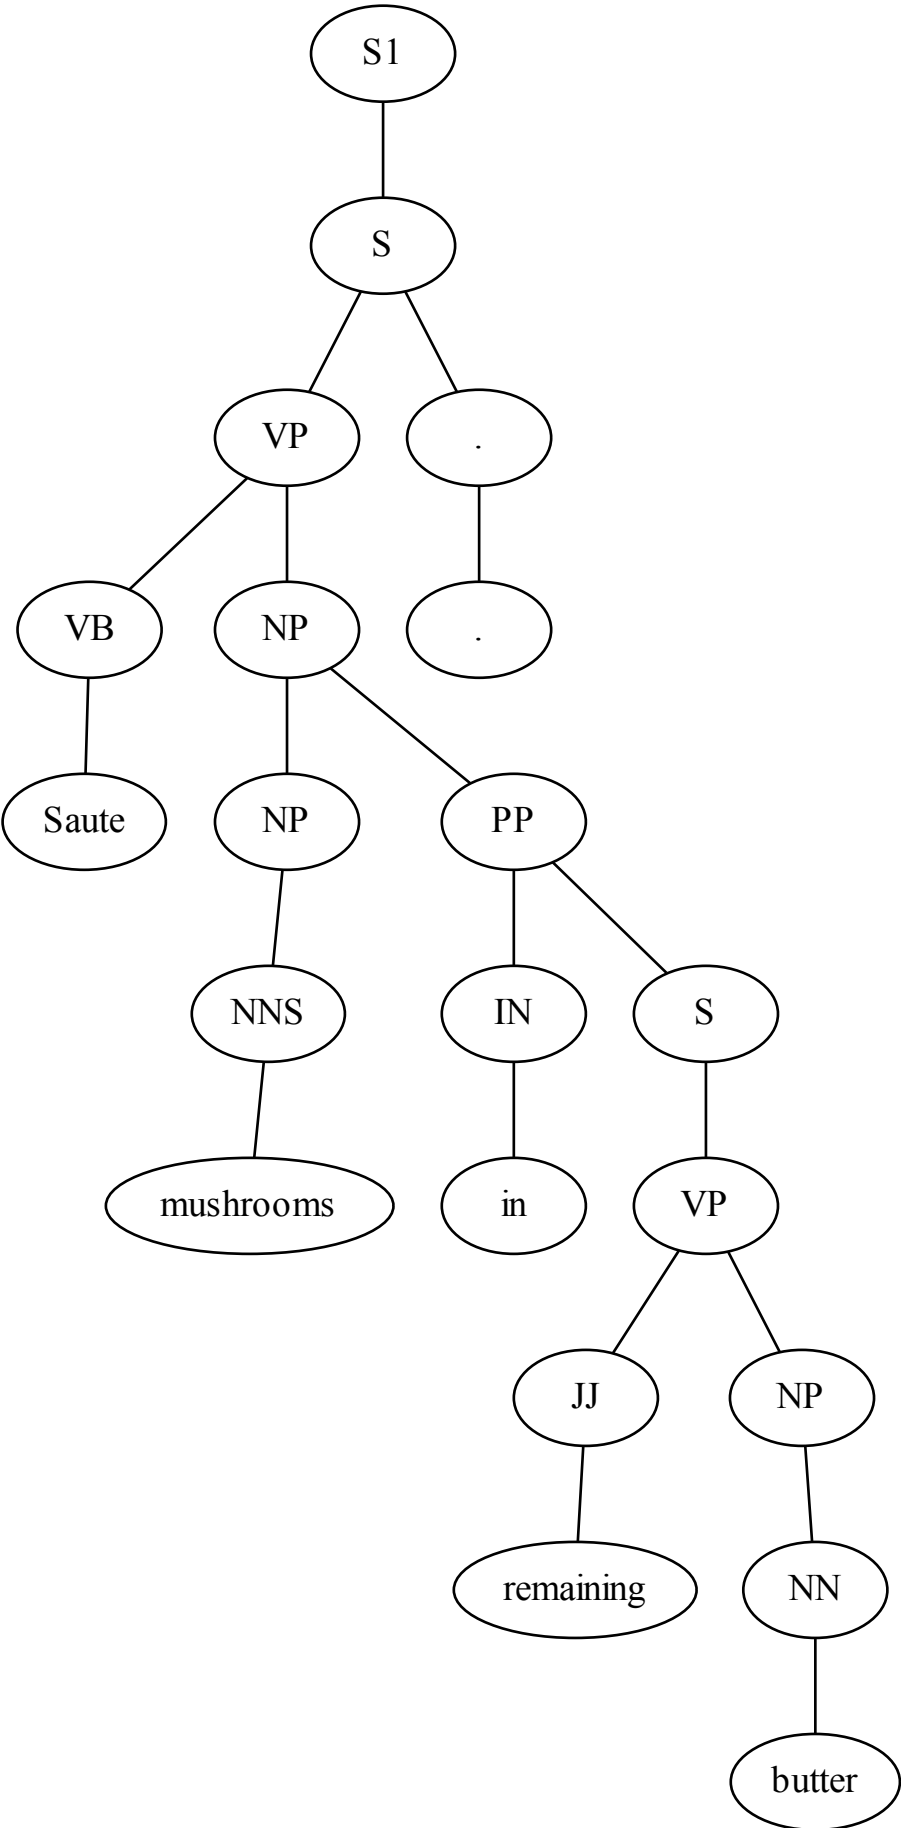 S1
S
VP .
VB NP .
Saute NP PP
NNS IN S
mushrooms in VP
JJ NP
remaining NN
butter